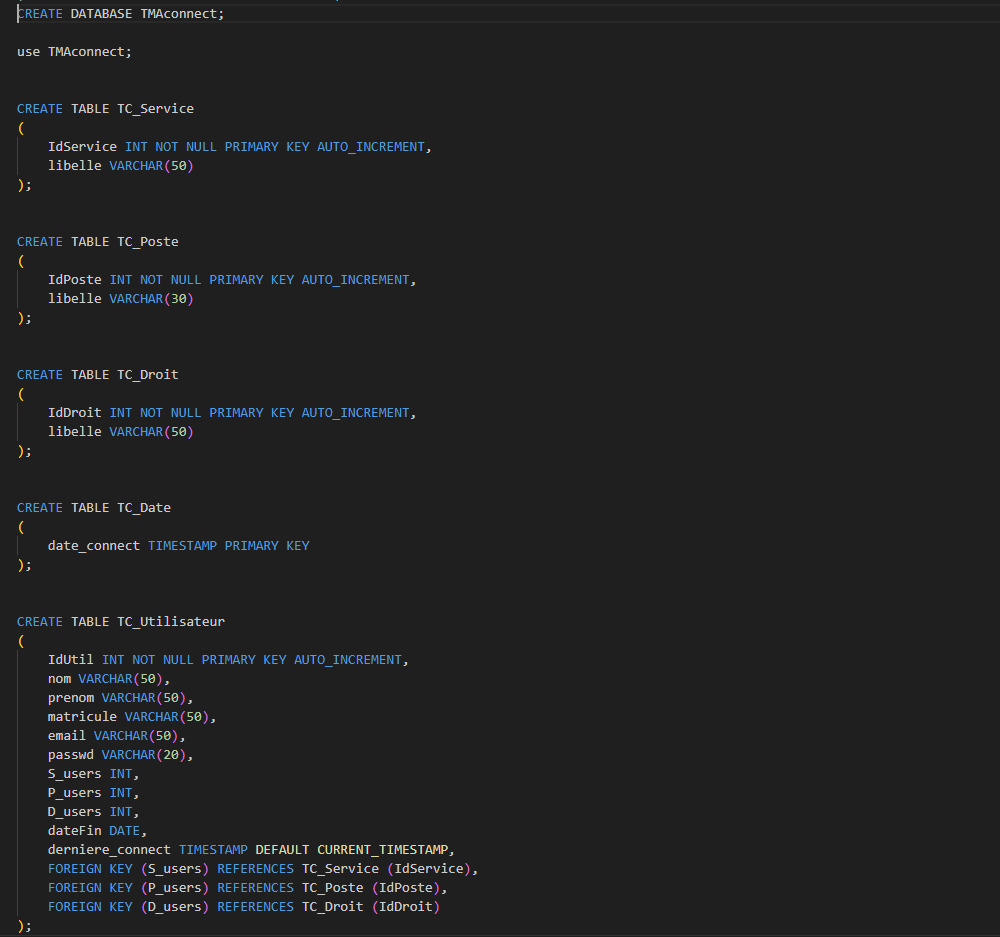 CREATE DATABASE TMAconnect;
use TMAconnect;
CREATE TABLE TC_Service
(
IdService INT NOT NULL PRIMARY KEY AUTO_INCREMENT,
libelle VARCHAR(50)
);
CREATE TABLE TC_Poste
(
IdPoste INT NOT NULL PRIMARY KEY AUTO_INCREMENT,
libelle VARCHAR(30)
);
CREATE TABLE TC_Droit
(
IdDroit INT NOT NULL PRIMARY KEY AUTO_INCREMENT,
libelle VARCHAR(50)
);
CREATE TABLE TC_Date
(
date_connect TIMESTAMP PRIMARY KEY
);
CREATE TABLE TC_Utilisateur
(
IdUtil INT NOT NULL PRIMARY KEY AUTO_INCREMENT,
nom VARCHAR(50),
prenom VARCHAR(50),
matricule VARCHAR(50),
email VARCHAR(50),
passwd VARCHAR(20),
S_users INT,
P_users INT,
D_users INT,
dateFin DATE,
derniere_connect TIMESTAMP DEFAULT CURRENT_TIMESTAMP,
FOREIGN KEY (S_users) REFERENCES TC_Service (IdService),
FOREIGN KEY (P_users) REFERENCES TC_Poste (IdPoste),
FOREIGN KEY (D_users) REFERENCES TC_Droit (IdDroit)
);